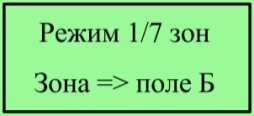 Режим 1/7 зон
Зона => поле Б